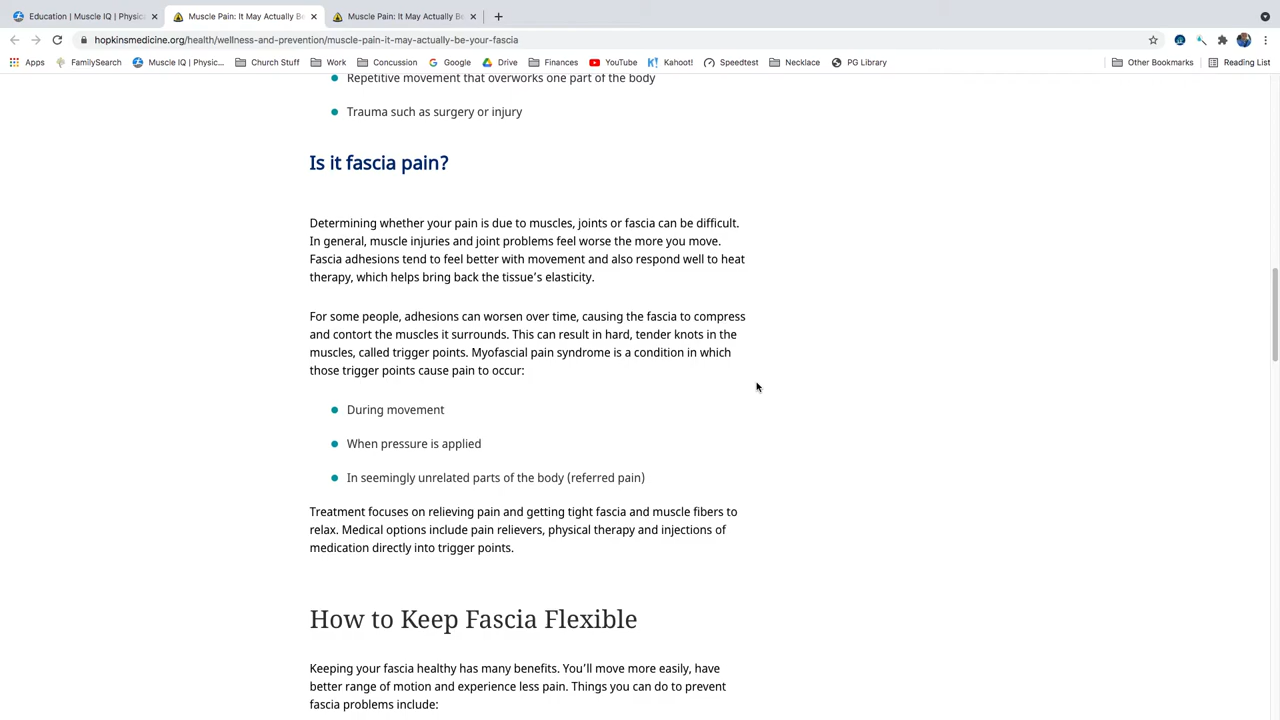 Education | Muscle IQ | Physic
Muscle Pain: It May Actually Be
Muscle Pain: It May Actually Be
hopkinsmedicine.org/health/wellness-and-prevention/muscle-pain-it-may-actually-be-your-fascia
Apps FamilySearch Muscle IQ | Physic... Church Stuff Work Concussion Google Drive Finances YouTube Kahoot! Speedtest Necklace PG Library Other Bookmarks Reading List
Repetitive movement that overworks one part of the body
Trauma such as surgery or injury
Is it fascia pain?
Determining whether your pain is due to muscles, joints or fascia can be difficult.
In general, muscle injuries and joint problems feel worse the more you move.
Fascia adhesions tend to feel better with movement and also respond well to heat
therapy, which helps bring back the tissue’s elasticity.
For some people, adhesions can worsen over time, causing the fascia to compress
and contort the muscles it surrounds. This can result in hard, tender knots in the
muscles, called trigger points. Myofascial pain syndrome is a condition in which
those trigger points cause pain to occur:
During movement
When pressure is applied
In seemingly unrelated parts of the body (referred pain)
Treatment focuses on relieving pain and getting tight fascia and muscle fibers to
relax. Medical options include pain relievers, physical therapy and injections of
medication directly into trigger points.
How to Keep Fascia Flexible
Keeping your fascia healthy has many benefits. You’ll move more easily, have
better range of motion and experience less pain. Things you can do to prevent
fascia problems include: